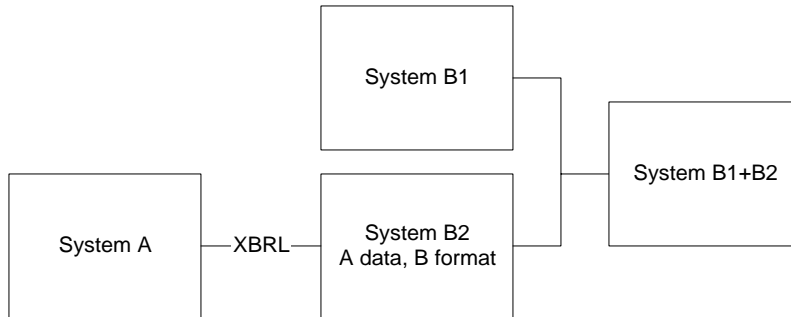 System B1
System B1+B2
System A
XBRL
System B2
A data, B format